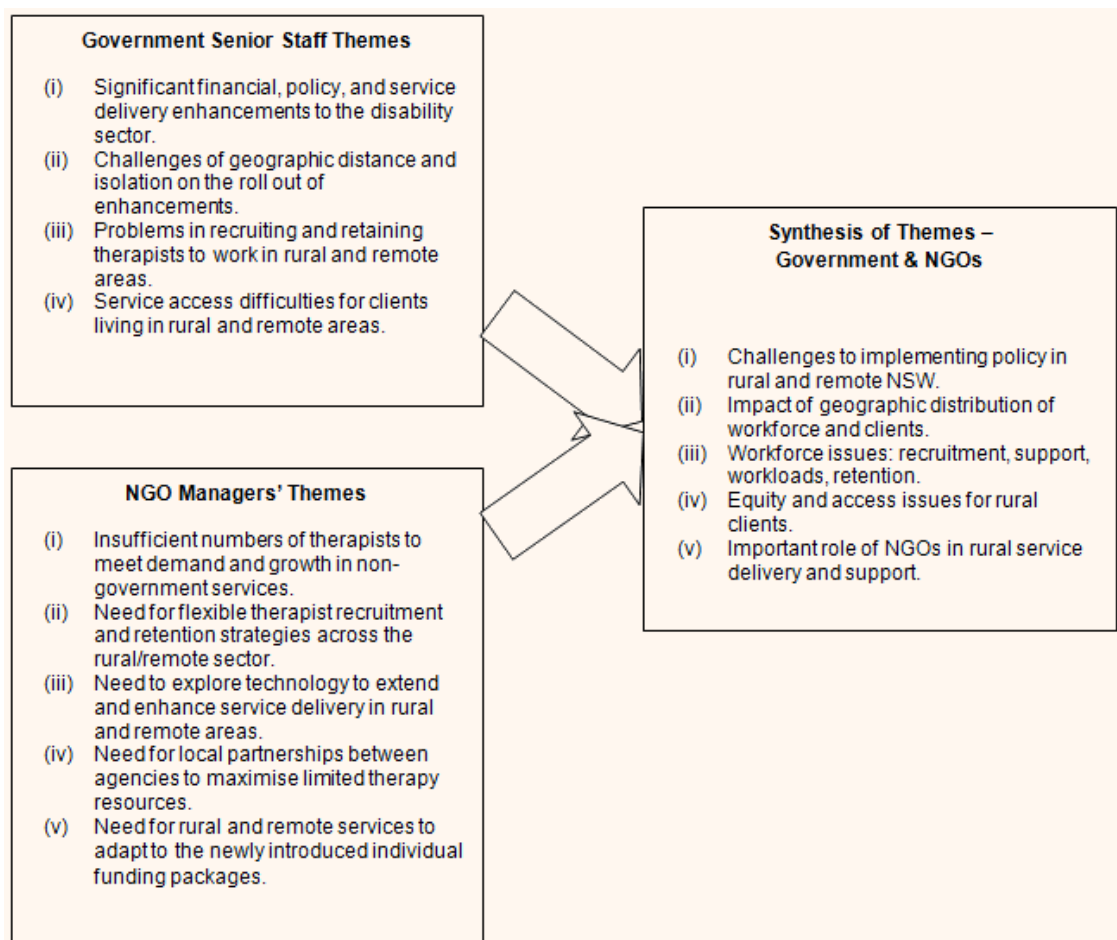 Government Senior Staff Themes
(i) Significant financial, policy, and service
delivery enhancements to the disability
sector.
(ii) Challenges of geographic distance and
isolation on the roll out of
enhancements.
(iii) Problems in recruiting and retaining
therapists to work in rural and remote
areas.
(iv) Service access difficulties for clients
living in rural and remote areas.
NGO Managers’ Themes
(i) Insufficient numbers of therapists to
meet demand and growth in non-
government services.
(ii) Need for flexible therapist recruitment
and retention strategies across the
rural/remote sector.
(iii) Need to explore technology to extend
and enhance service delivery in rural
and remote areas.
(iv) Need for local partnerships between
agencies to maximise limited therapy
resources.
(v) Need for rural and remote services to
adapt to the newly introduced individual
funding packages.
Synthesis of Themes –
Government & NGOs
(i) Challenges to implementing policy in
rural and remote NSW.
(ii) Impact of geographic distribution of
workforce and clients.
(iii) Workforce issues: recruitment, support,
workloads, retention.
(iv) Equity and access issues for rural
clients.
(v) Important role of NGOs in rural service
delivery and support.